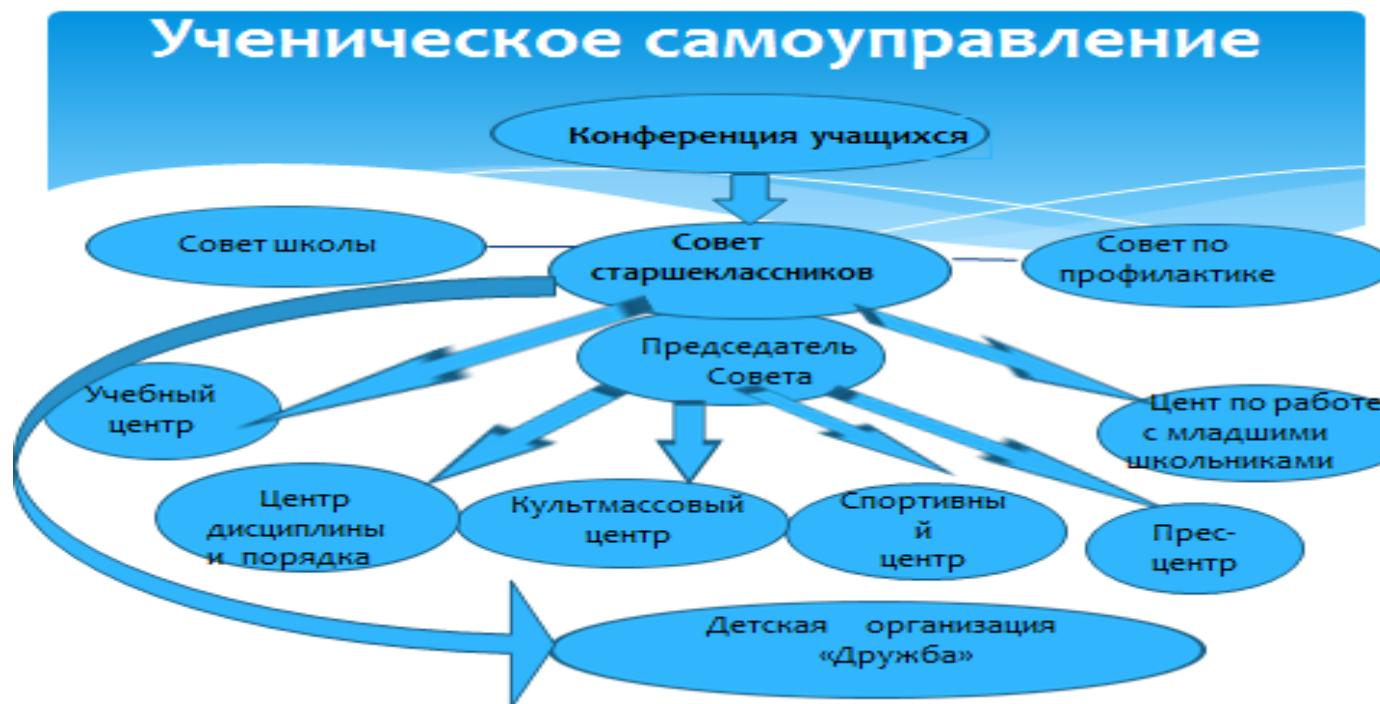 Ученическое самоуправление
Конференция учащихся
Совет школы
Совет
старшеклассников
Совет по
профилактике
Председатель
Совета
Учебный
центр
Цент по работе
с младшими
школьниками
Центр
дисциплины
и порядка
Культмассовый
центр
Спортивны
й
центр
Прес-
центр
Детская организация
«Дружба»